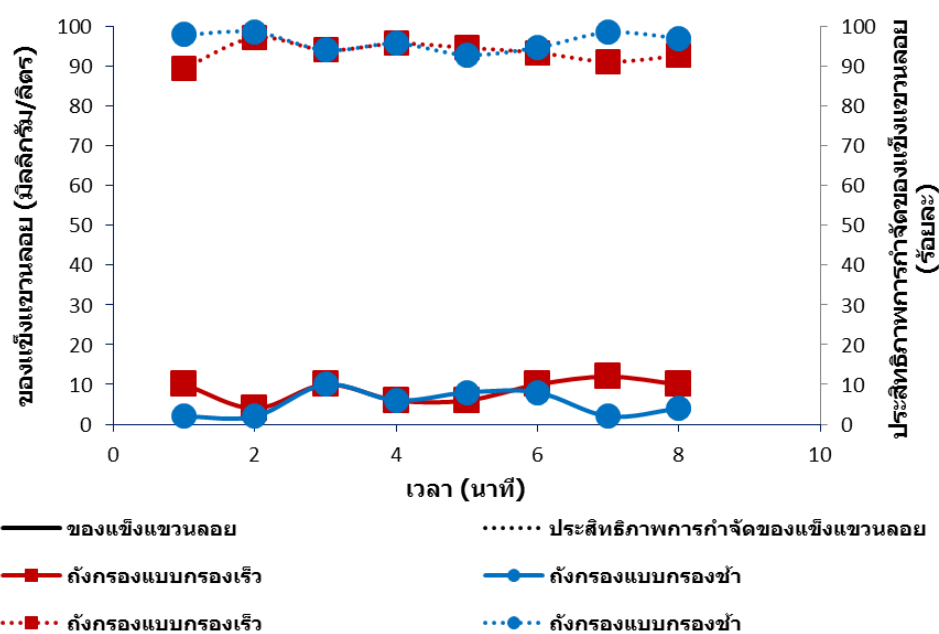 ของแข็งแขวนลอย (มิลลิกรัม/ลิตร)
100
90
80
70
60
50
40
30
20
10
0
100
90
80
70
60
50
40
30
20
10
0
ประสิทธิภาพการกำจัดของแข็งแขวนลอย
(ร้อยละ)
0 2 4 6 8 10
เวลา (นาที)
ของแข็งแขวนลอย ประสิทธิภาพการกำจัดของแข็งแขวนลอย
ถังกรองแบบกรองเร็ว ถังกรองแบบกรองช้า
ถังกรองแบบกรองเร็ว ถังกรองแบบกรองช้า